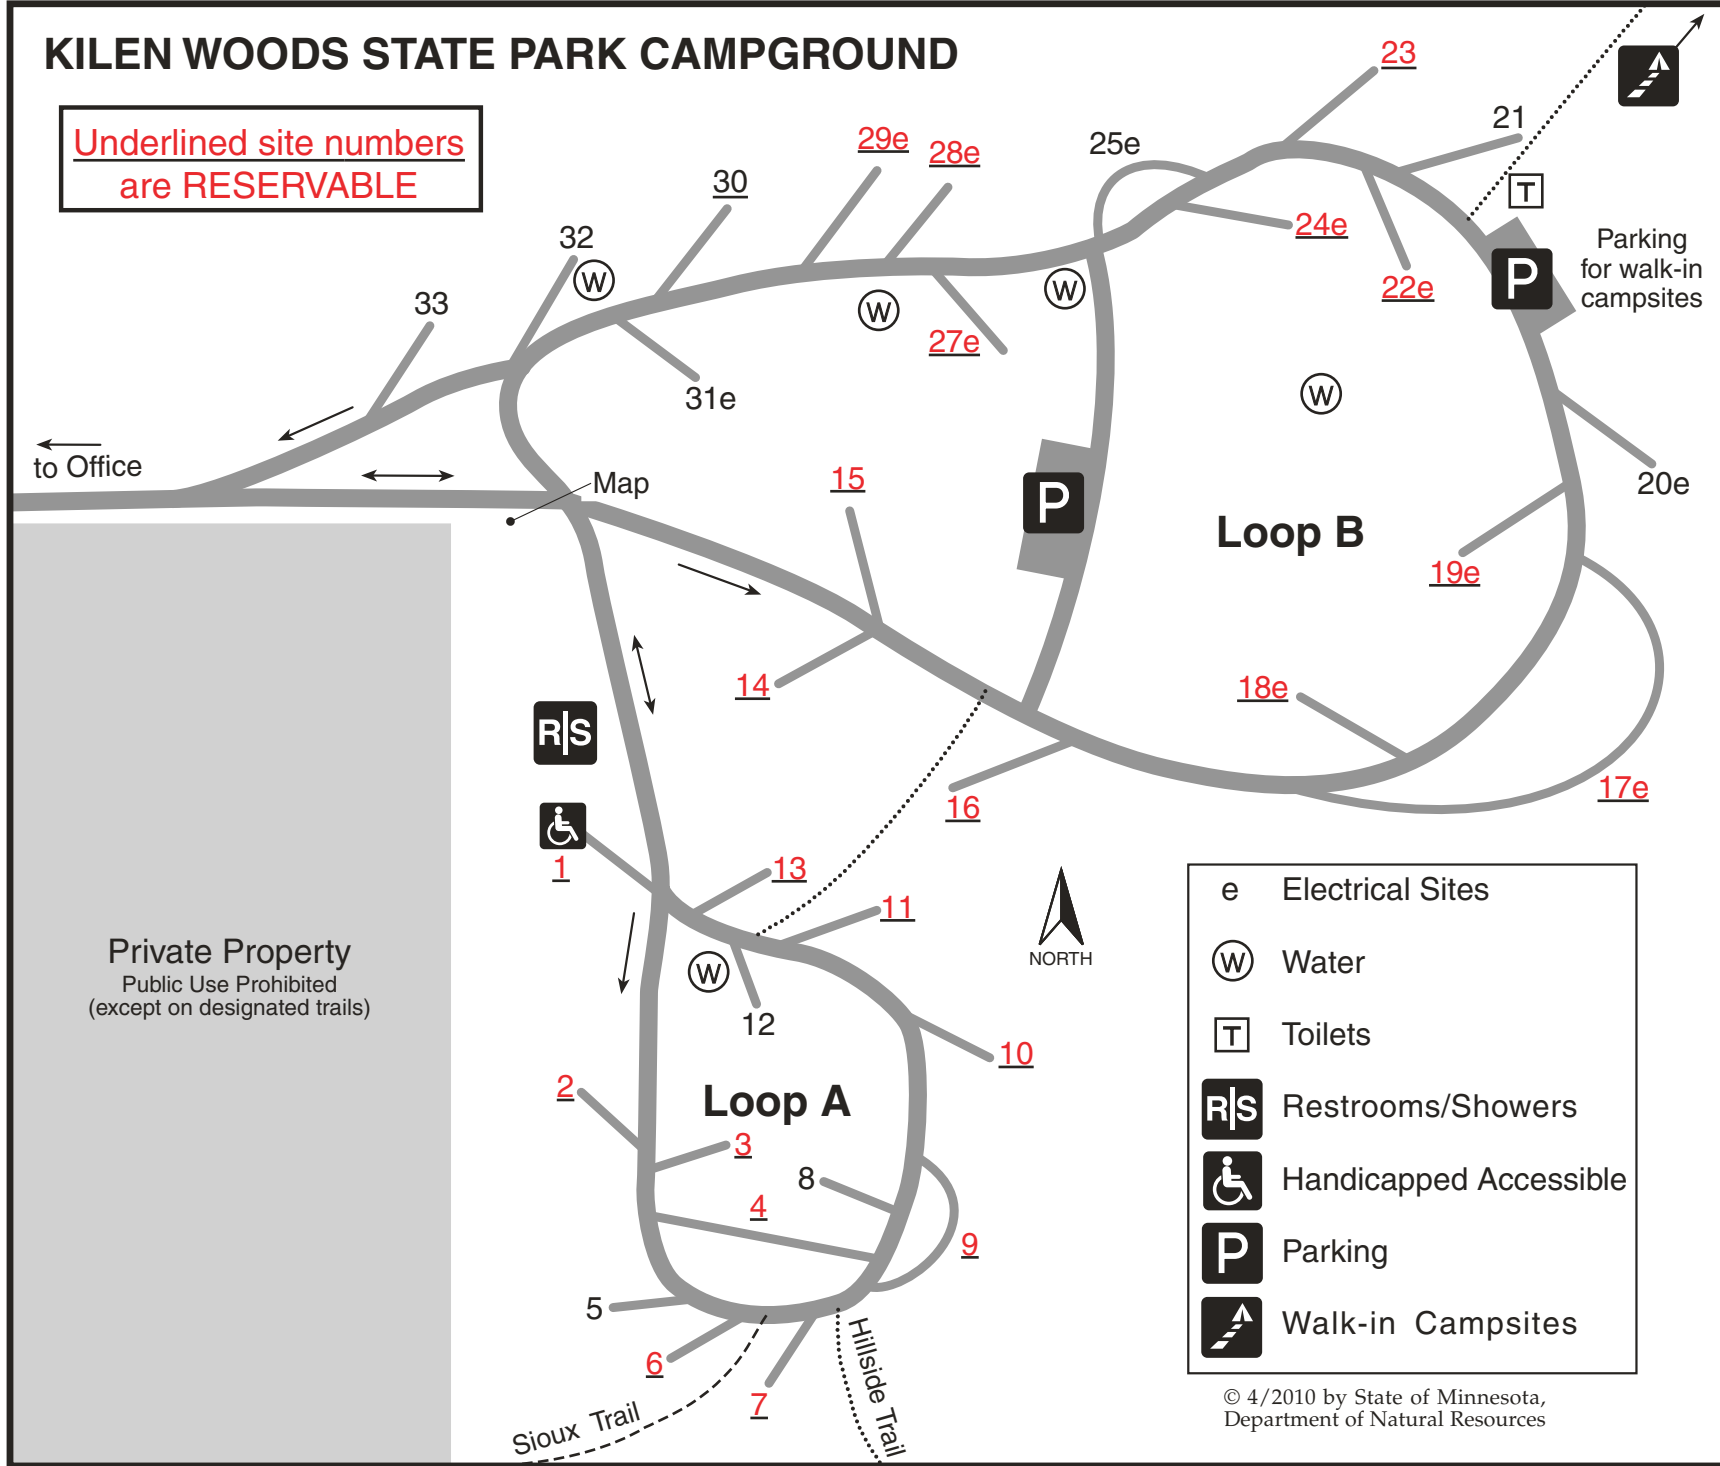 KILEN WOODS STATE PARK CAMPGROUND
Underlined site numbers
are RESERVABLE
23
21
29e
28e
25e
30
T
24e
32
Parking
for walk-in
campsites
W
P
22e
W
W
33
27e
31e
W
to Office
Map
15
20e
P
Loop B
19e
14
18e
R|S
16
17e
1
13
11
W
12
10
Private Property
Public Use Prohibited
(except on designated trails)
NORTH
2
Loop A
3
8
4
9
5
6
7
Sioux Trail
Hillside Trail
e Electrical Sites
W Water
T Toilets
R|S Restrooms/Showers
Handicapped Accessible
P Parking
Walk-in Campsites
© 4/2010 by State of Minnesota,
Department of Natural Resources